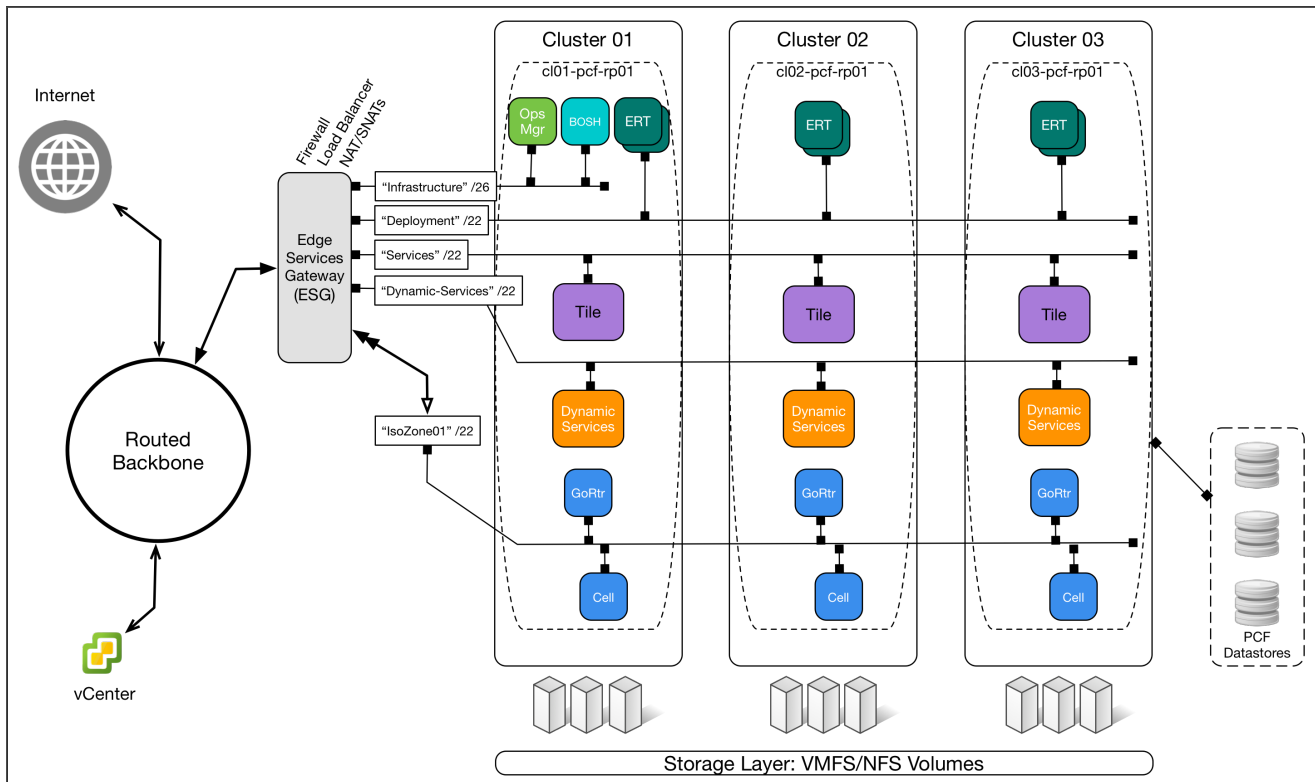 Internet
Firewall
Load Balancer
NAT/SNATs
Edge
Services
Gateway
(ESG)
Routed
Backbone
vCenter
“Infrastructure” /26
“Deployment” /22
“Services” /22
“Dynamic-Services” /22
“IsoZone01” /22
Cluster 01
cl01-pcf-rp01
Ops
Mgr
BOSH
ERT
Tile
Dynamic
Services
GoRtr
Cell
Cluster 02
cl02-pcf-rp01
ERT
Tile
Dynamic
Services
GoRtr
Cell
Cluster 03
cl03-pcf-rp01
ERT
Tile
Dynamic
Services
GoRtr
Cell
PCF
Datastores
Storage Layer: VMFS/NFS Volumes